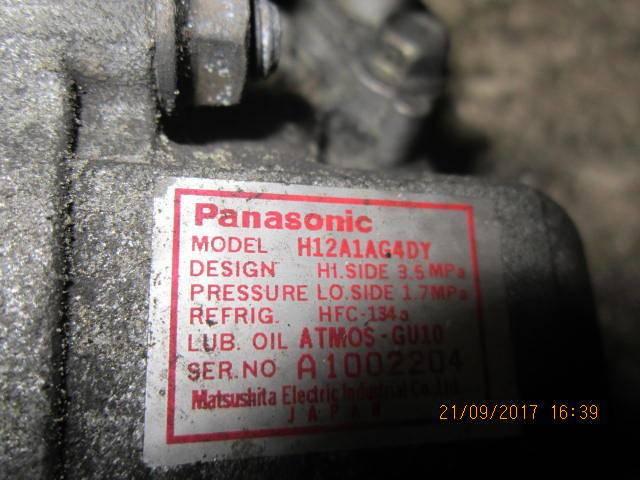 Panasonic
MODEL H12A1AG4DY
DESIGN HI.SIDE 3.5 MPa
PRESSURE LO.SIDE 1.7MPa
REFRIG. HFC-134a
LUB. OIL ATMOS-GU10
SER.NO A1002204
Matsushita Electric Industrial Co.,Ltd.
JAPAN
21/09/2017 16:39